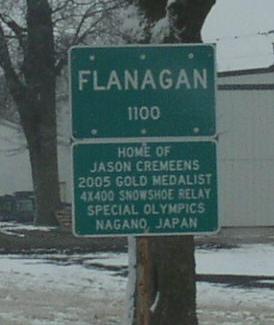 FLANAGAN
1100
HOME OF
JASON CREMEENS
2005 GOLD MEDALIST
4X400 SNOWSHOE RELAY
SPECIAL OLYMPICS
NAGANO, JAPAN